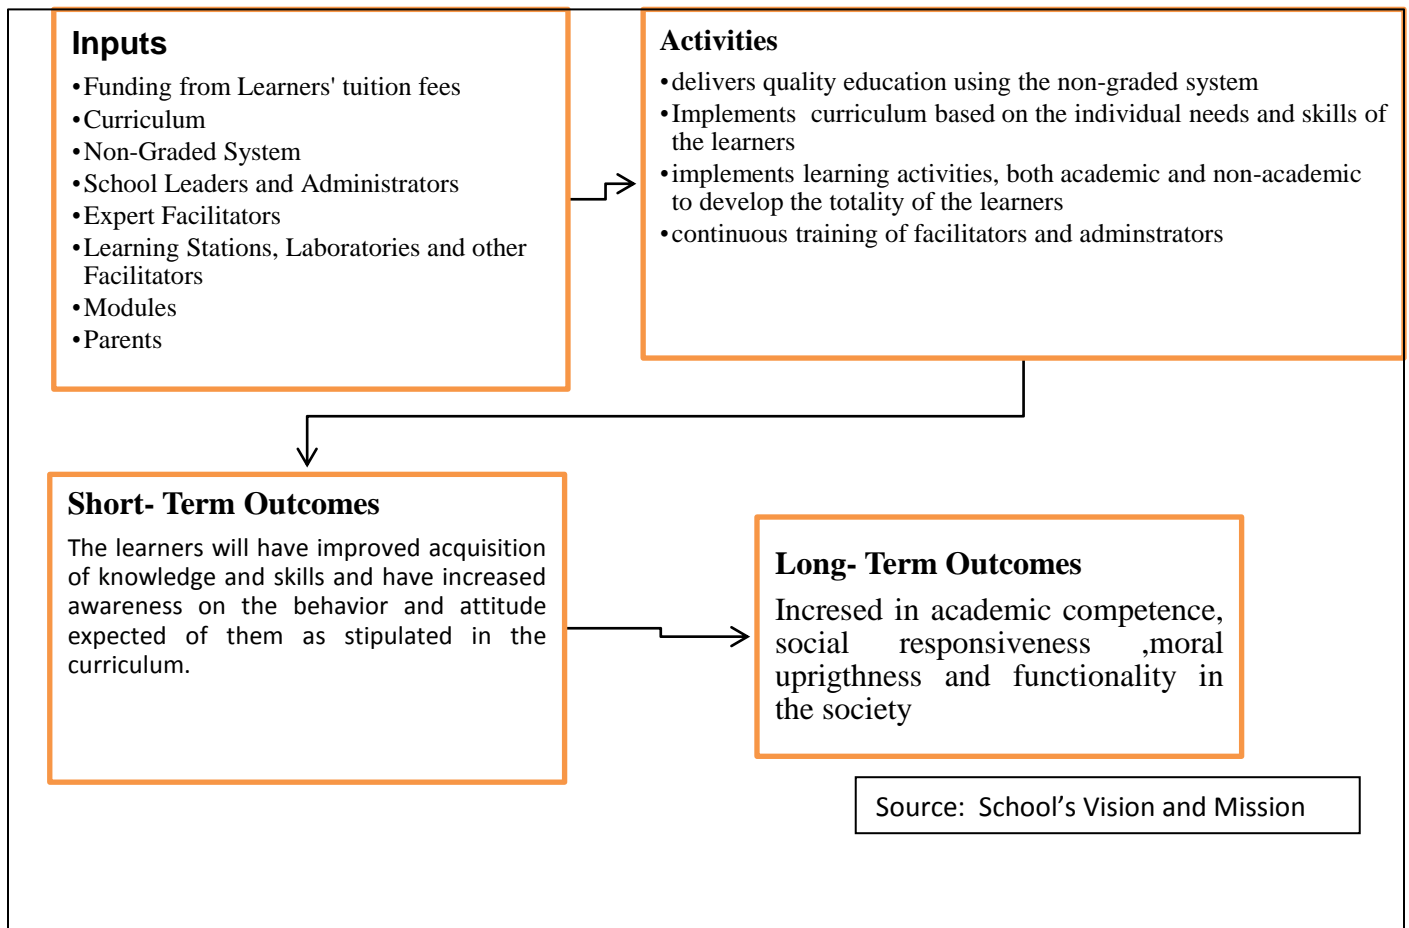 Inputs
•Funding from Learners' tuition fees
•Curriculum
•Non-Graded System
•School Leaders and Administrators
•Expert Facilitators
•Learning Stations, Laboratories and other
Facilitators
•Modules
•Parents
Activities
•delivers quality education using the non-graded system
•Implements curriculum based on the individual needs and skills of
the learners
•implements learning activities, both academic and non-academic
to develop the totality of the learners
•continuous training of facilitators and adminstrators
Short- Term Outcomes
The learners will have improved acquisition
of knowledge and skills and have increased
awareness on the behavior and attitude
expected of them as stipulated in the
curriculum.
Long- Term Outcomes
Incresed in academic competence,
social responsiveness ,moral
uprigthness and functionality in
the society
Source: School’s Vision and Mission